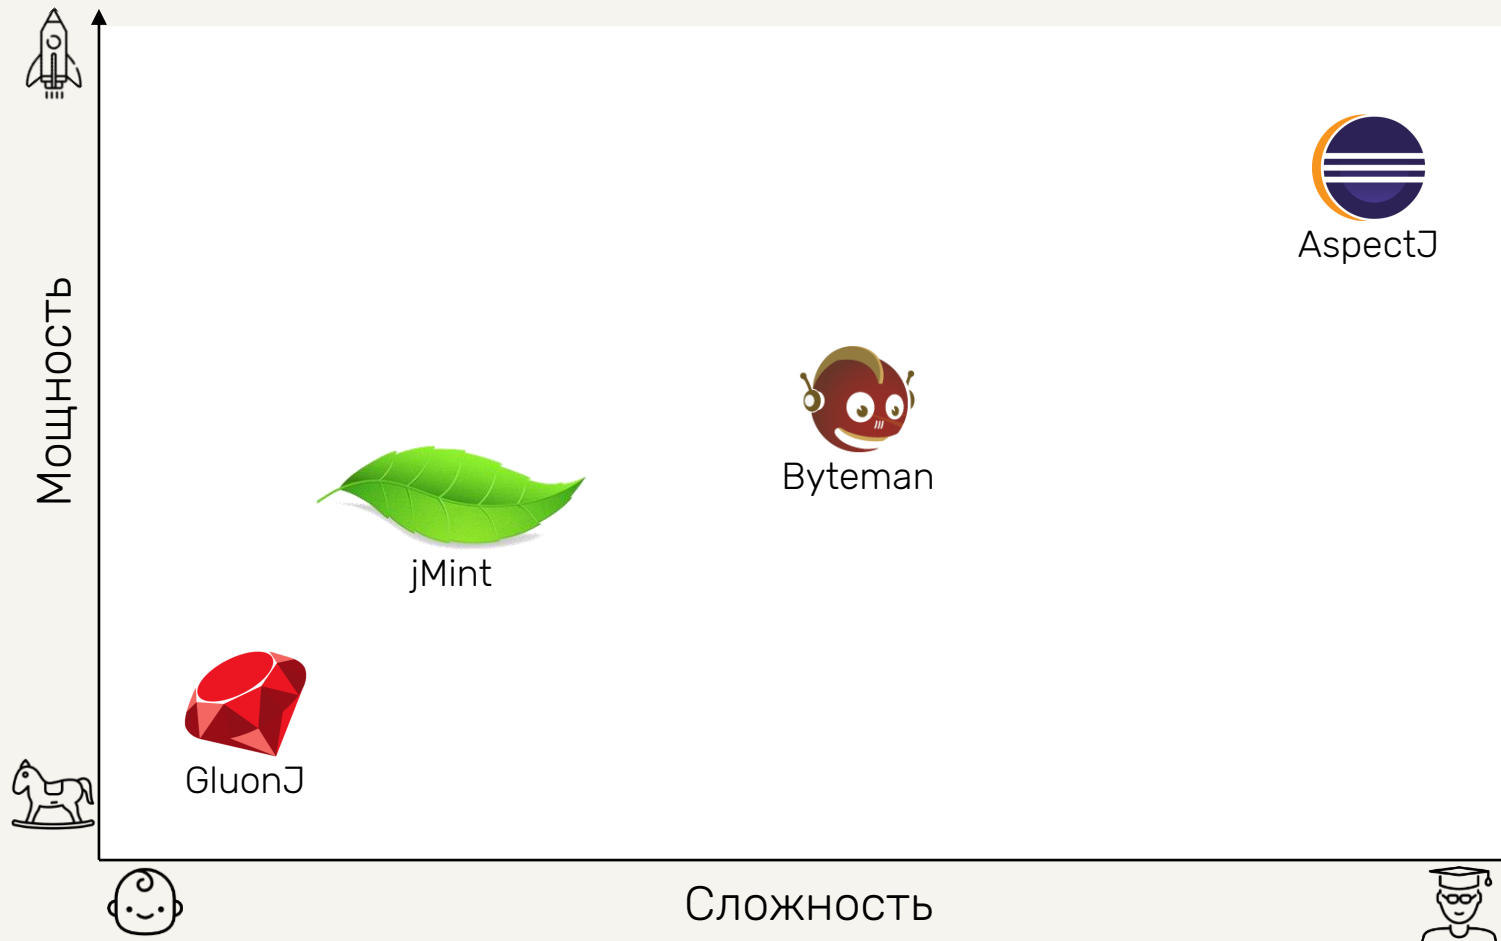 Мощность
AspectJ
Byteman
jMint
GluonJ
Сложность